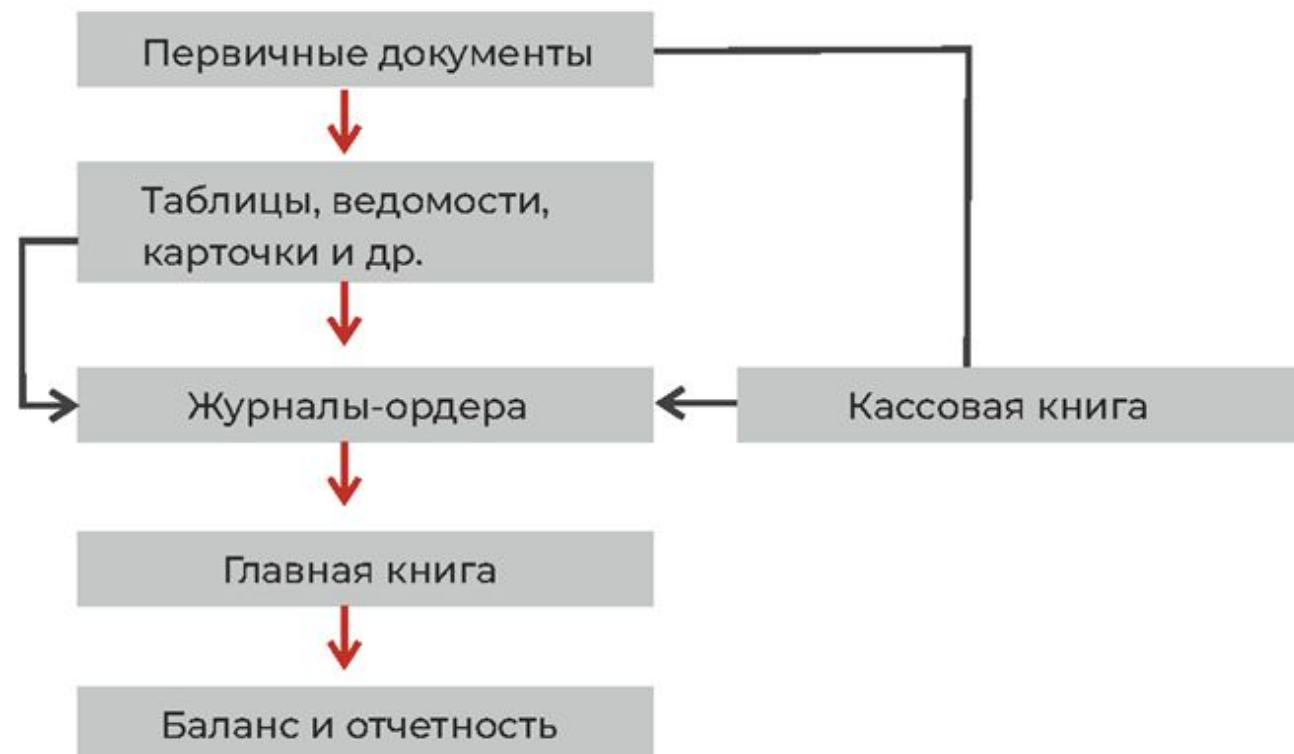 Первичные документы
Таблицы, ведомости,
карточки и др.
Журналы-ордера
Кассовая книга
Главная книга
Баланс и отчетность